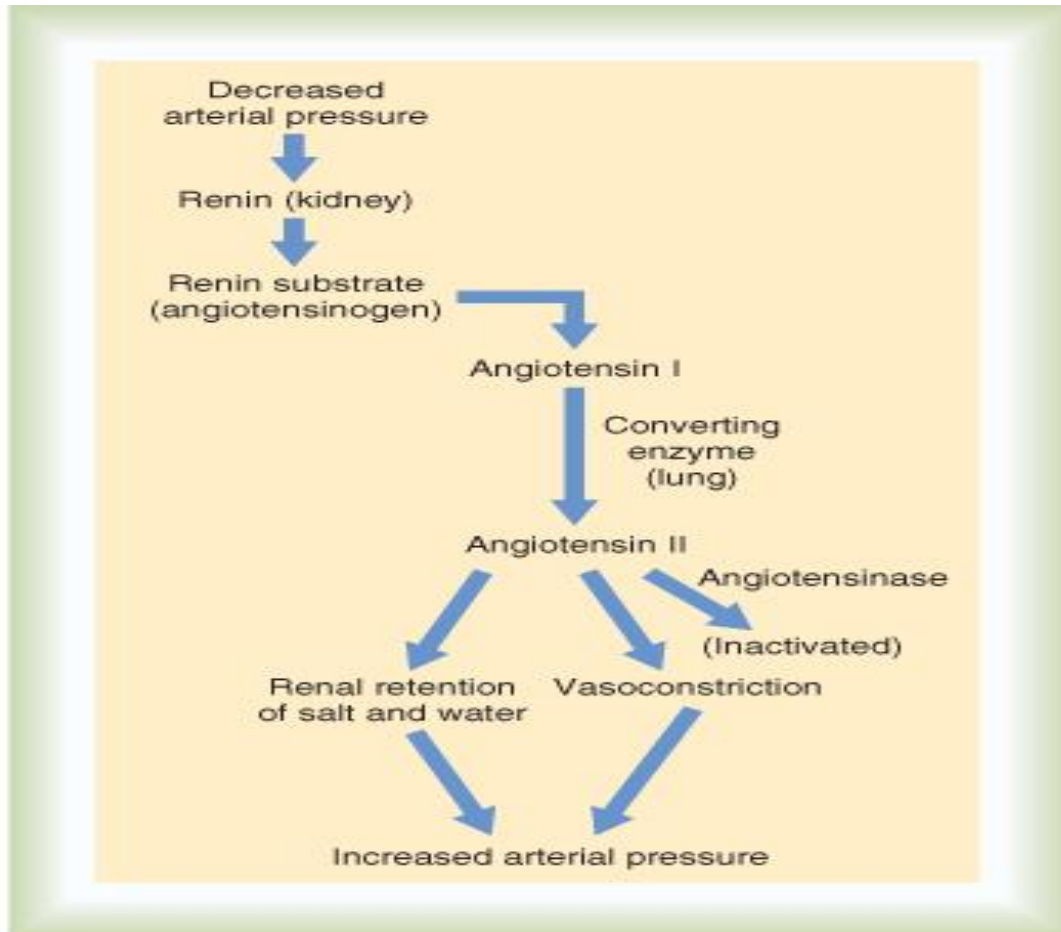 Decreased
arterial pressure
Renin (kidney)
Renin substrate
(angiotensinogen)
Angiotensin I
Converting
enzyme
(lung)
Angiotensin II
Angiotensinase
(Inactivated)
Renal retention
of salt and water
Vasoconstriction
Increased arterial pressure